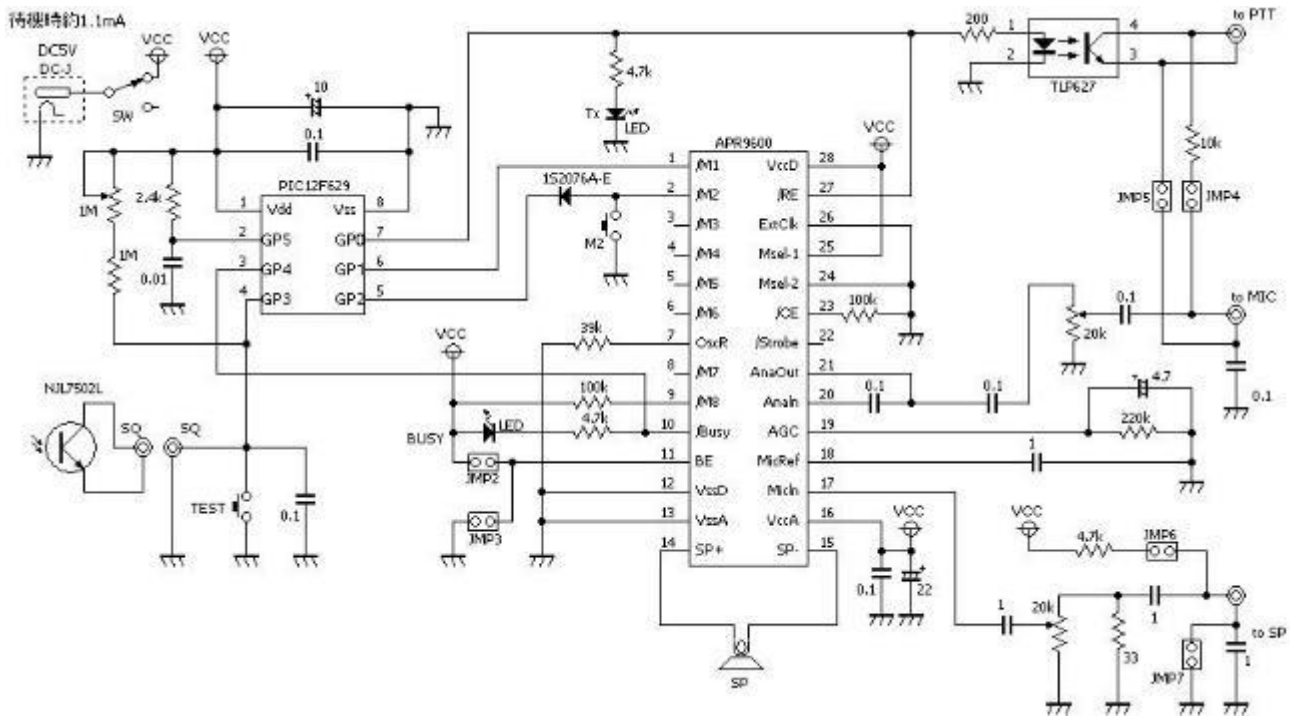 待機時約1.1mA
DC5V
DC-J
VCC
SW
VCC
10
0.1
1M
2.4k
1M
0.01
PIC12F629
1 Vdd Vss 8
2 GP5 GP0 7
3 GP4 GP1 6
4 GP3 GP2 5
4.7k
Tx
LED
1S2076A-E
M2
200
1
2
4
3
TLP627
to PTT
10k
JMP5
JMP4
to MIC
0.1
20k
0.1
APR9600
VCC
1 /M1 VccD 28
2 /M2 /RE 27
3 /M3 ExtClk 26
4 /M4 Msel-1 25
5 /M5 Msel-2 24
6 /M6 /CE 23
7 OscR /Strobe 22
8 /M7 AnaOut 21
9 /M8 AnaIn 20
10 /Busy AGC 19
11 BE MicRef 18
12 VssD MicIn 17
13 VssA VccA 16
14 SP+ SP- 15
100k
39k
VCC
100k
4.7k
LED
BUSY
JMP2
JMP3
0.1
0.1
4.7
220k
1
NJL7502L
SQ
SQ
TEST
0.1
VCC
0.1
22
SP
VCC
4.7k
JMP6
1
20k
1
33
to SP
JMP7
1